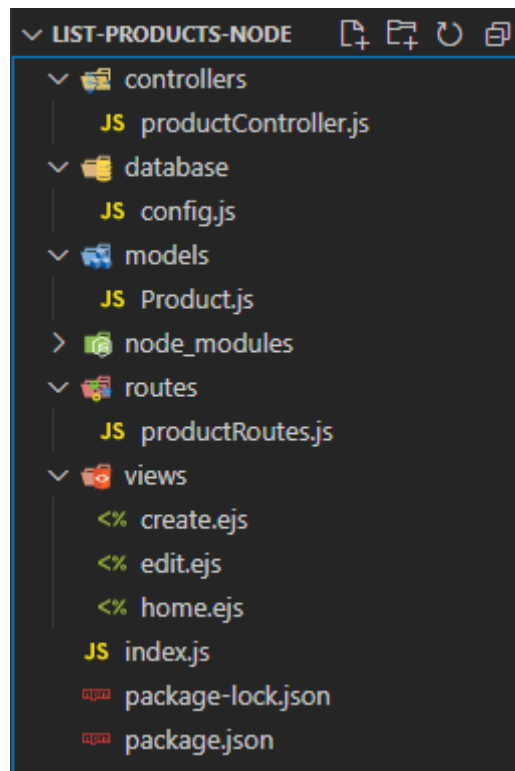 LIST-PRODUCTS-NODE
controllers
JS productController.js
database
JS config.js
models
JS Product.js
node_modules
routes
JS productRoutes.js
views
<% create.ejs
<% edit.ejs
<% home.ejs
JS index.js
npm package-lock.json
npm package.json